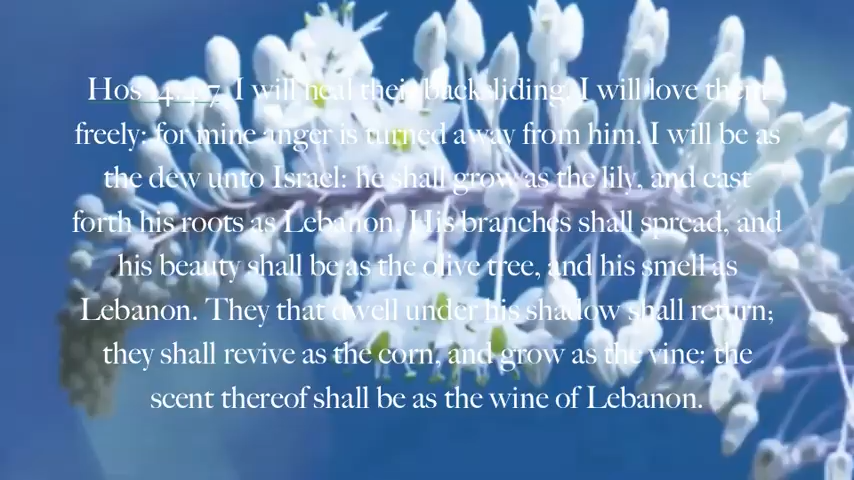 Hos 14:4-7 I will heal their backsliding, I will love them
freely: for mine anger is turned away from him. I will be as
the dew unto Israel: he shall grow as the lily, and cast
forth his roots as Lebanon. His branches shall spread, and
his beauty shall be as the olive tree, and his smell as
Lebanon. They that dwell under his shadow shall return;
they shall revive as the corn, and grow as the vine: the
scent thereof shall be as the wine of Lebanon.